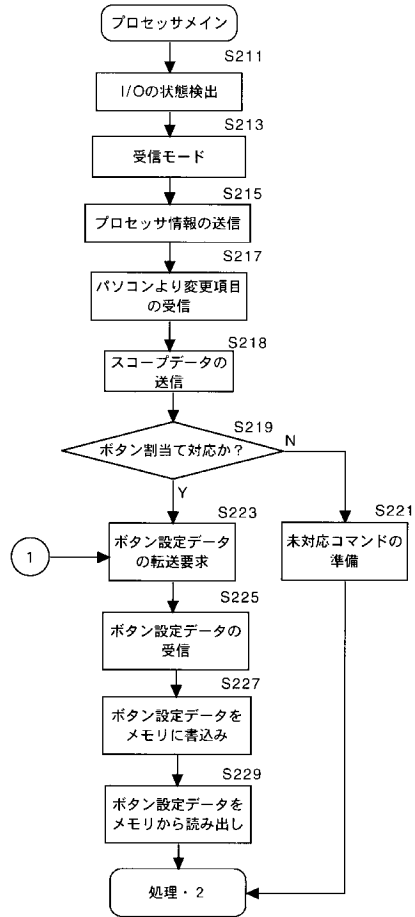 プロセッサメイン
S211
I/Oの状態検出
S213
受信モード
S215
プロセッサ情報の送信
S217
パソコンより変更項目
の受信
S218
スコープデータの
送信
S219
ボタン割当て対応か?
N
Y
S223
ボタン設定データ
の転送要求
S221
未対応コマンドの
準備
1
S225
ボタン設定データの
受信
S227
ボタン設定データを
メモリに書込み
S229
ボタン設定データを
メモリから読み出し
処理・2